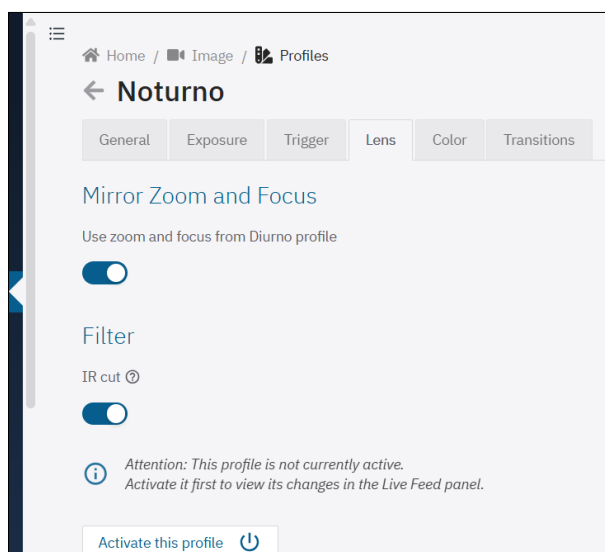 Home / Image / Profiles
Noturno
General Exposure Trigger Lens Color Transitions
Mirror Zoom and Focus
Use zoom and focus from Diurno profile
Filter
IR cut
Attention: This profile is not currently active.
Activate it first to view its changes in the Live Feed panel.
Activate this profile